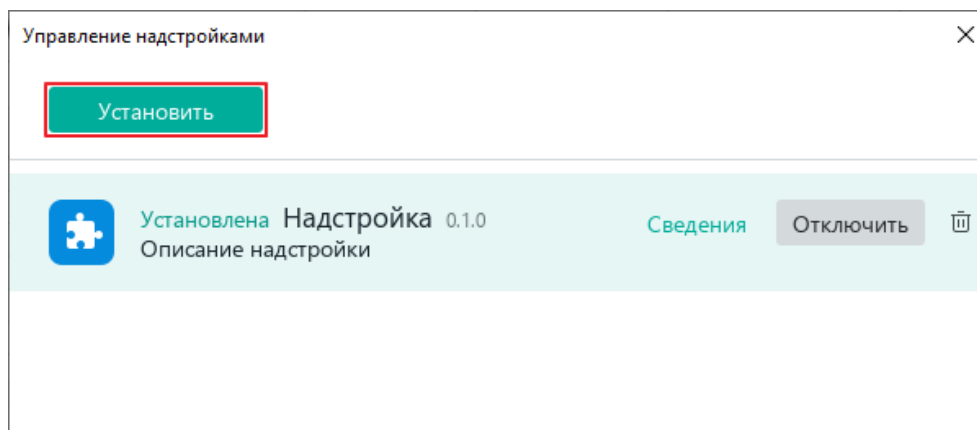 Управление надстройками
Установить
Установлена Надстройка 0.1.0 Сведения Отключить
Описание надстройки